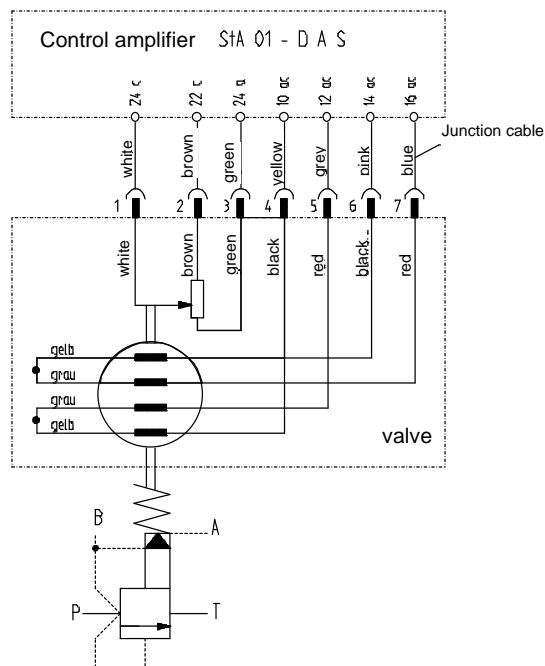 Control amplifier StA 01 - D A S
24 c
22 c
24 a
10 ac
12 ac
14 ac
16 ac
Junction cable
white
brown
green
yellow
grey
pink
blue
1
2
3
4
5
6
7
white
brown
green
black
red
black
red
gelb
grau
grau
gelb
valve
B
A
P
T